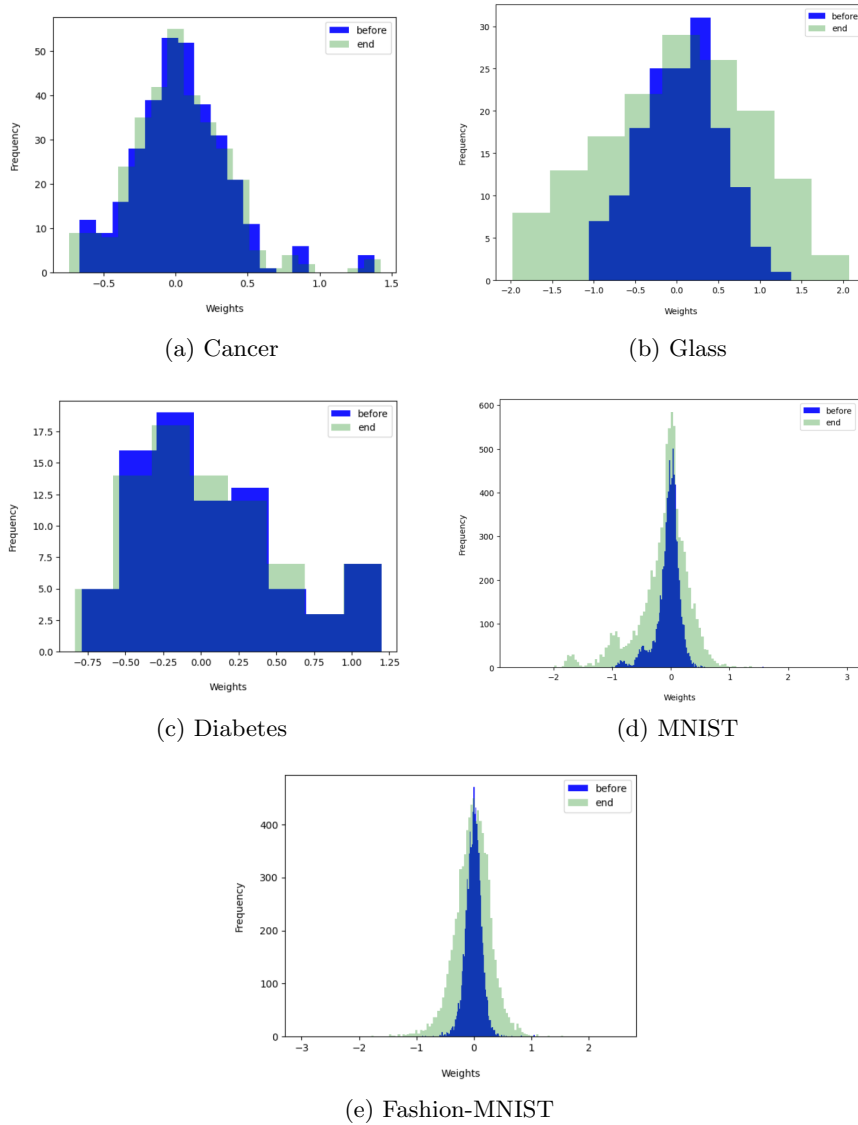 before
end
50
40
30
20
10
0
Frequency
-0.5 0.0 0.5 1.0 1.5
Weights
(a) Cancer
before
end
30
25
20
15
10
5
0
Frequency
-2.0 -1.5 -1.0 -0.5 0.0 0.5 1.0 1.5 2.0
Weights
(b) Glass
before
end
17.5
15.0
12.5
10.0
7.5
5.0
2.5
0.0
Frequency
-0.75 -0.50 -0.25 0.00 0.25 0.50 0.75 1.00 1.25
Weights
(c) Diabetes
before
end
600
500
400
300
200
100
0
Frequency
-2 -1 0 1 2 3
Weights
(d) MNIST
before
end
400
300
200
100
0
Frequency
-3 -2 -1 0 1 2
Weights
(e) Fashion-MNIST